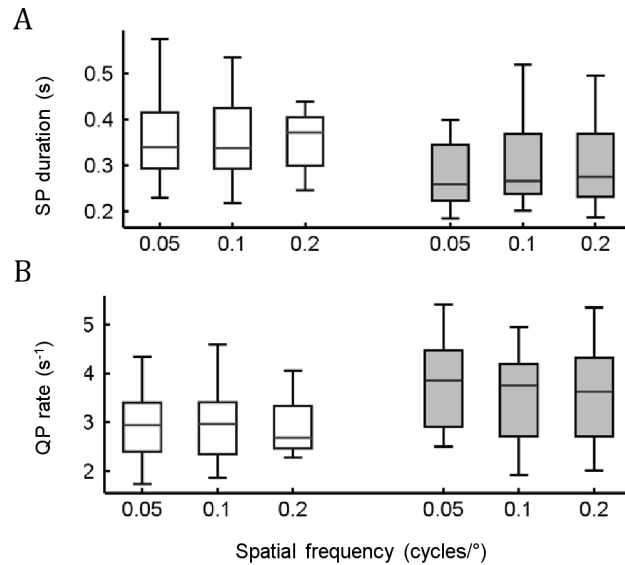 A
SP duration (s)
0.5
0.4
0.3
0.2
0.05 0.1 0.2 0.05 0.1 0.2
B
QP rate (s⁻¹)
5
4
3
2
0.05 0.1 0.2 0.05 0.1 0.2
Spatial frequency (cycles/°)